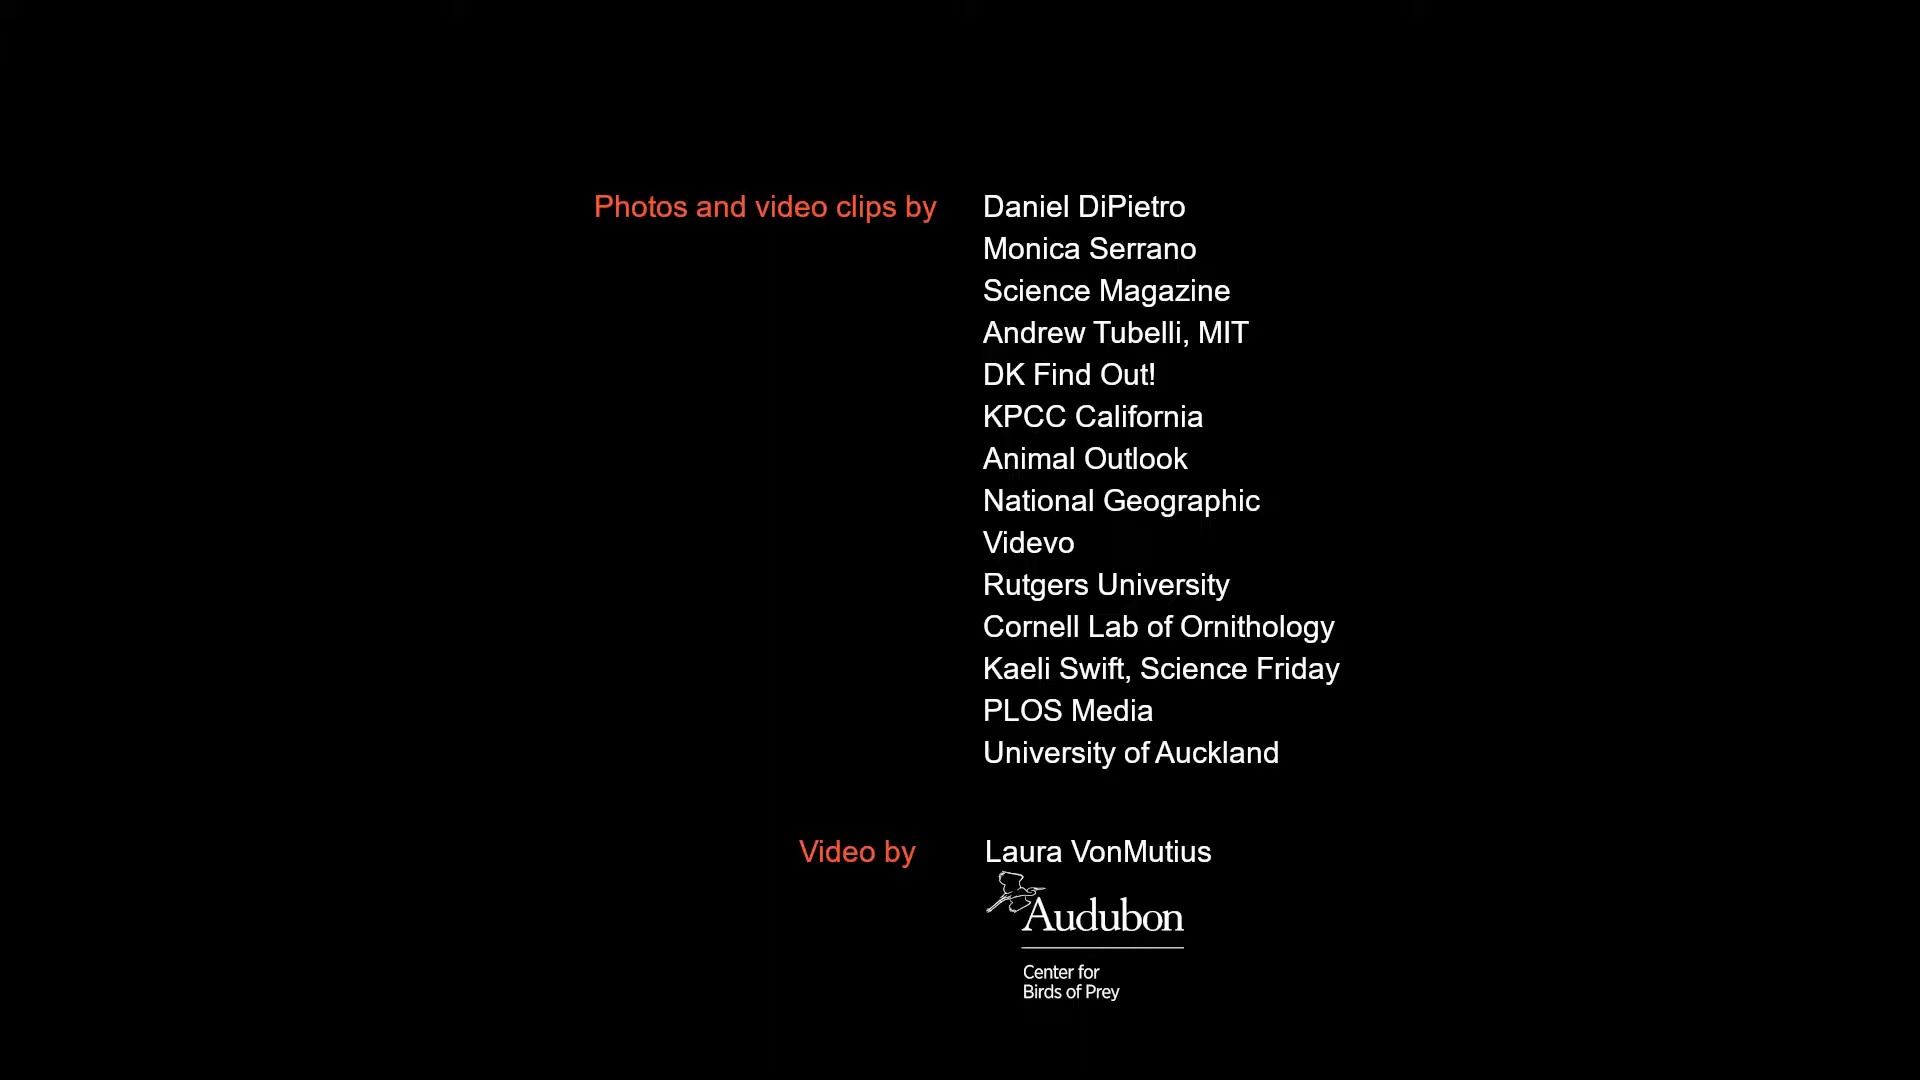 Photos and video clips by Daniel DiPietro
Monica Serrano
Science Magazine
Andrew Tubelli, MIT
DK Find Out!
KPCC California
Animal Outlook
National Geographic
Videvo
Rutgers University
Cornell Lab of Ornithology
Kaeli Swift, Science Friday
PLOS Media
University of Auckland
Video by Laura VonMutius
Audubon
Center for
Birds of Prey